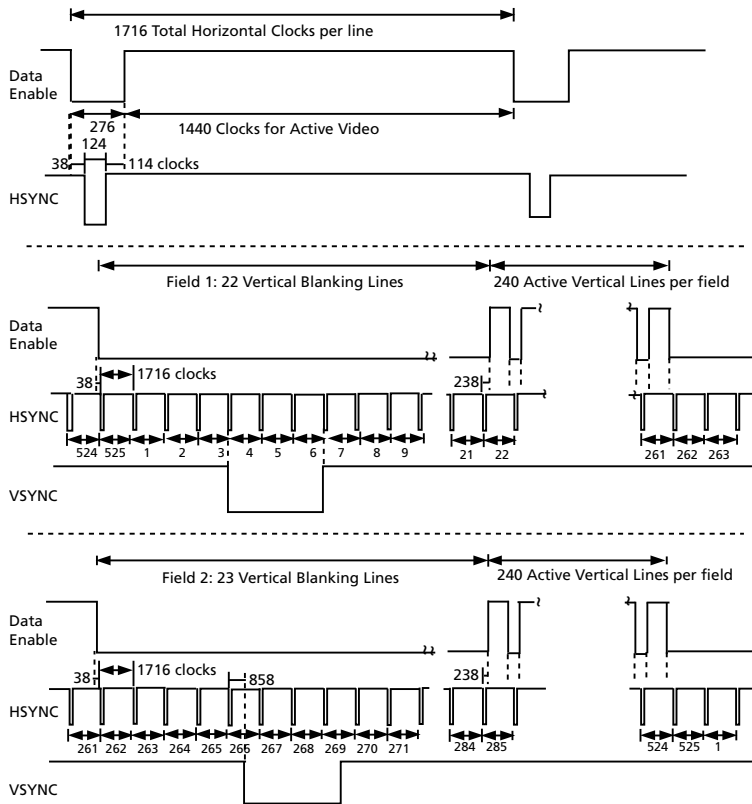 1716 Total Horizontal Clocks per line
Data
Enable
276
1440 Clocks for Active Video
124
38
114 clocks
HSYNC
Field 1: 22 Vertical Blanking Lines
240 Active Vertical Lines per field
Data
Enable
38
1716 clocks
238
HSYNC
524 525 1 2 3 4 5 6 7 8 9 21 22 261 262 263
VSYNC
Field 2: 23 Vertical Blanking Lines
240 Active Vertical Lines per field
Data
Enable
38
1716 clocks
858
238
HSYNC
261 262 263 264 265 266 267 268 269 270 271 284 285 524 525 1
VSYNC